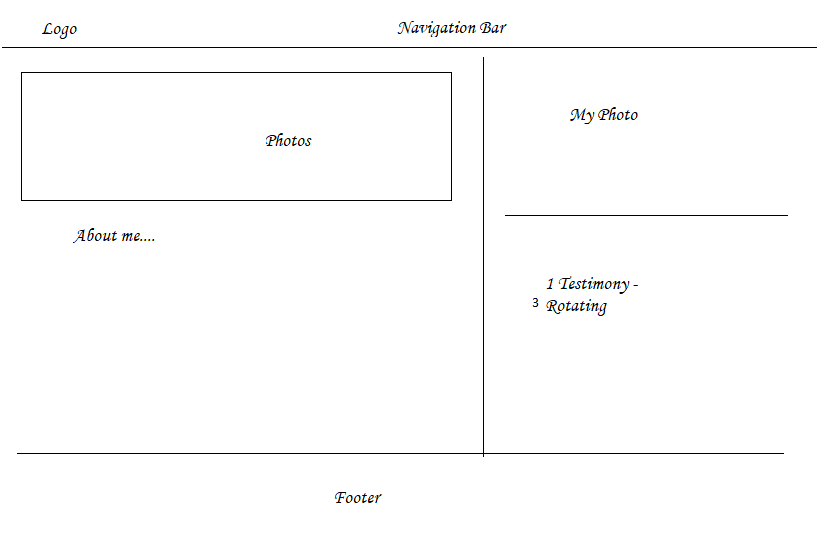 Logo
Navigation Bar
Photos
My Photo
About me....
1 Testimony -
3 Rotating
Footer